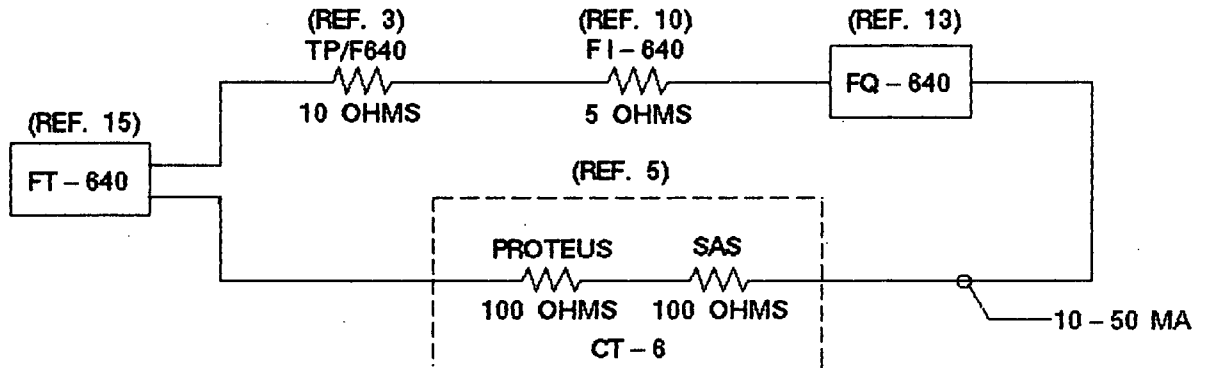 (REF. 3)
TP/F640
10 OHMS
(REF. 10)
FI-640
5 OHMS
(REF. 13)
FQ-640
(REF. 15)
FT-640
(REF. 5)
PROTEUS
100 OHMS
SAS
100 OHMS
CT-6
10-50 MA